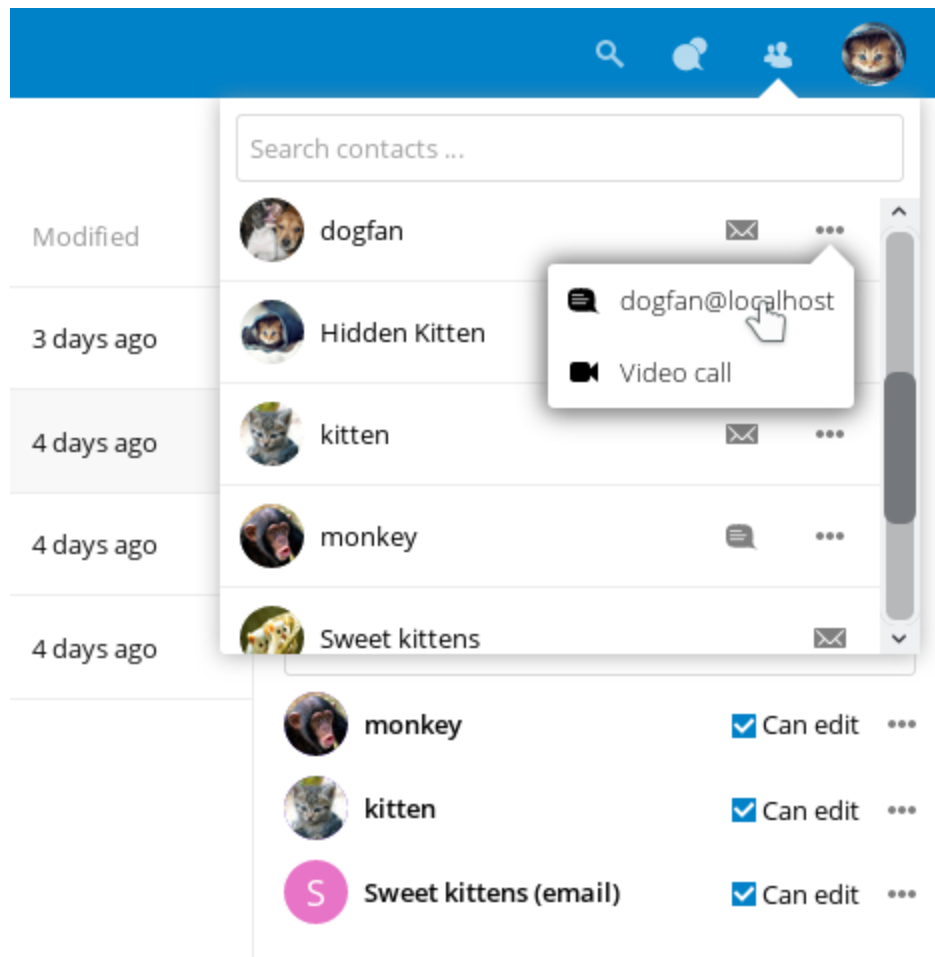 Search contacts ...
Modified
dogfan
dogfan@localhost
3 days ago
Hidden Kitten
Video call
4 days ago
kitten
4 days ago
monkey
4 days ago
Sweet kittens
monkey
Can edit
kitten
Can edit
S
Sweet kittens (email)
Can edit